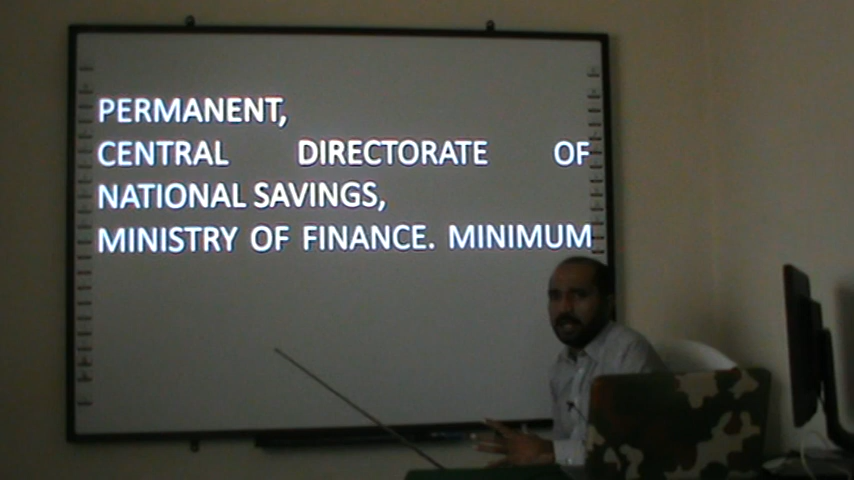 PERMANENT,
CENTRAL DIRECTORATE OF
NATIONAL SAVINGS,
MINISTRY OF FINANCE. MINIMUM